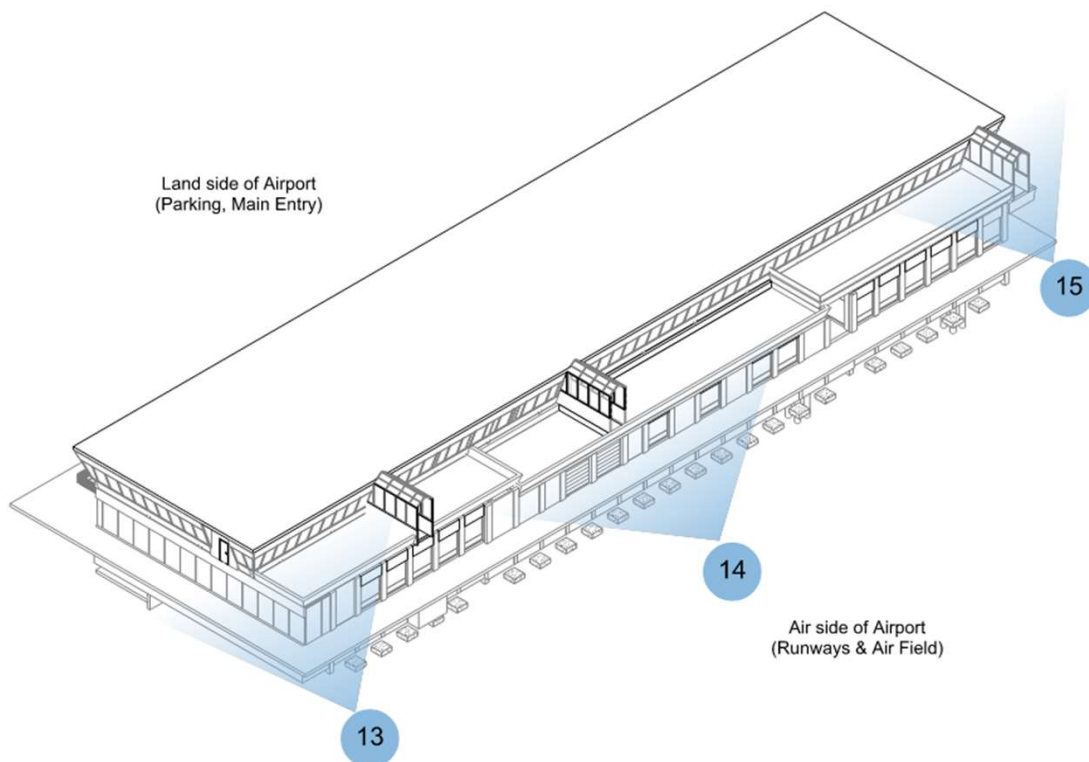 Land side of Airport
(Parking, Main Entry)
15
14
Air side of Airport
(Runways & Air Field)
13